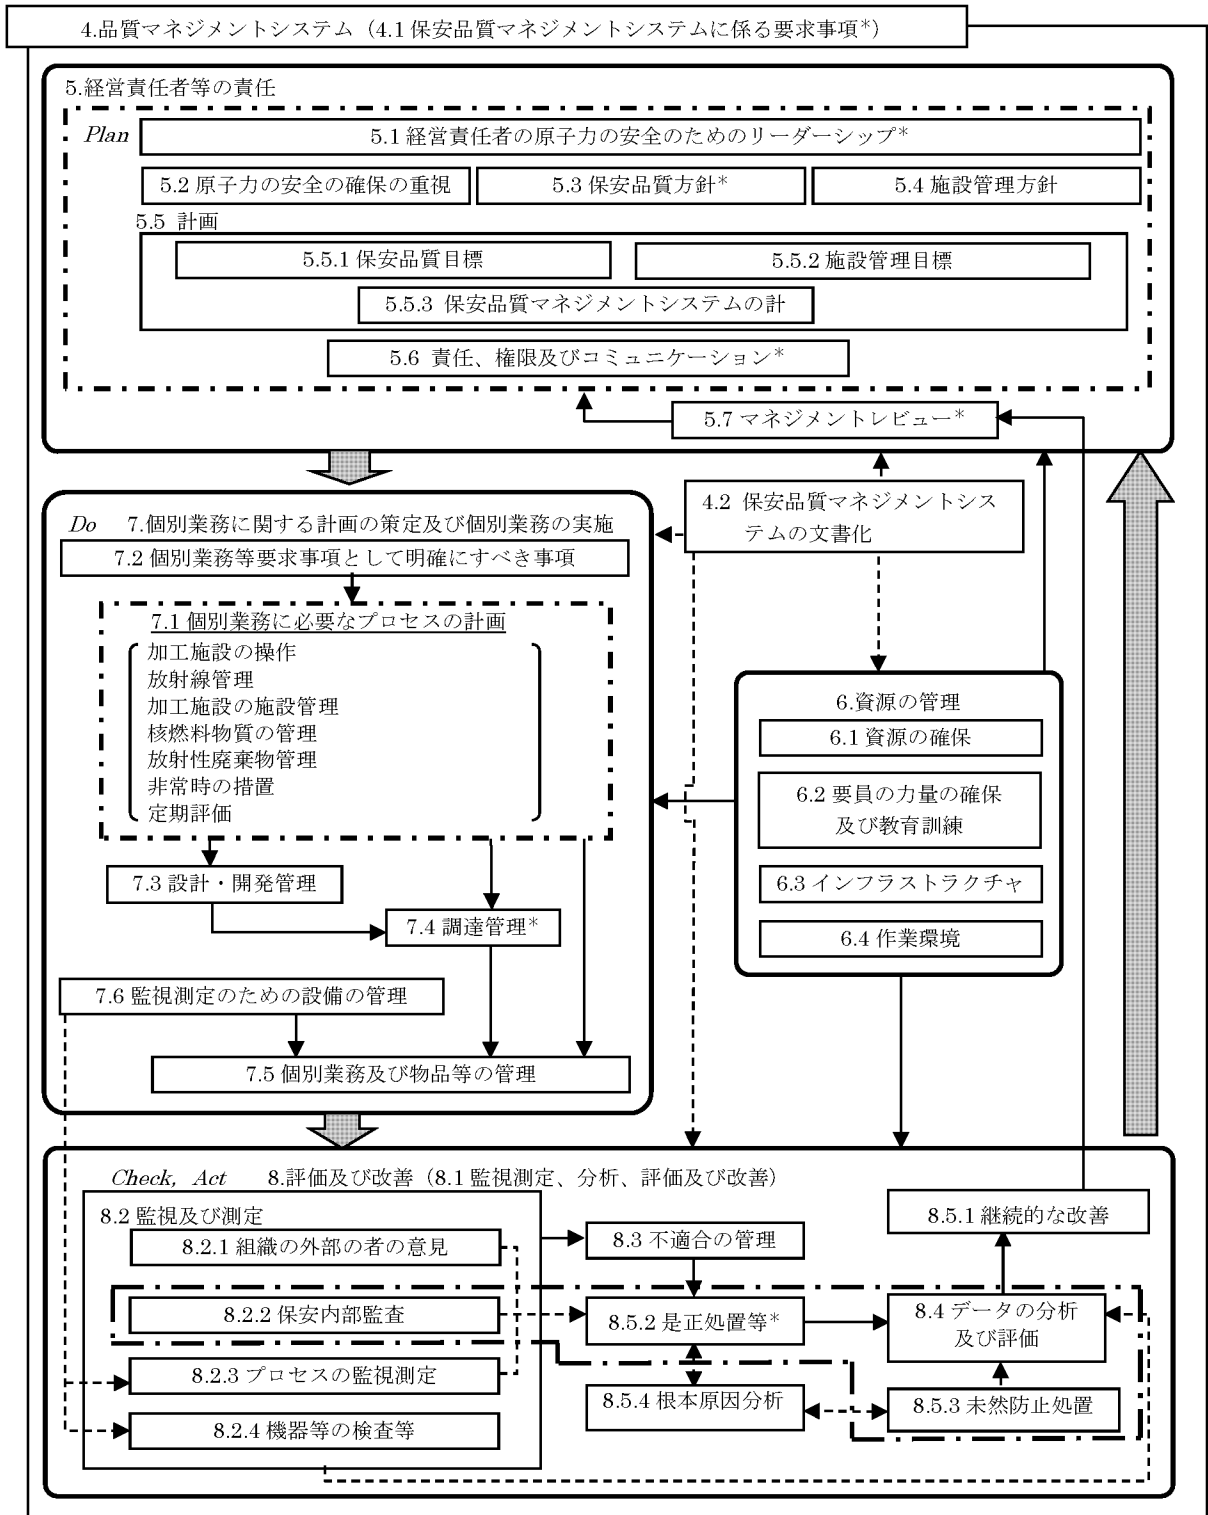 4.品質マネジメントシステム（4.1 保安品質マネジメントシステムに係る要求事項*）
5.経営責任者等の責任
Plan
5.1 経営責任者の原子力の安全のためのリーダーシップ*
5.2 原子力の安全の確保の重視
5.3 保安品質方針*
5.4 施設管理方針
5.5 計画
5.5.1 保安品質目標
5.5.2 施設管理目標
5.5.3 保安品質マネジメントシステムの計
5.6 責任、権限及びコミュニケーション*
5.7 マネジメントレビュー*
4.2 保安品質マネジメントシス
テムの文書化
Do 7.個別業務に関する計画の策定及び個別業務の実施
7.2 個別業務等要求事項として明確にすべき事項
7.1 個別業務に必要なプロセスの計画
加工施設の操作
放射線管理
加工施設の施設管理
核燃料物質の管理
放射性廃棄物管理
非常時の措置
定期評価
7.3 設計・開発管理
7.4 調達管理*
7.6 監視測定のための設備の管理
7.5 個別業務及び物品等の管理
6.資源の管理
6.1 資源の確保
6.2 要員の力量の確保
及び教育訓練
6.3 インフラストラクチャ
6.4 作業環境
Check, Act 8.評価及び改善（8.1 監視測定、分析、評価及び改善）
8.2 監視及び測定
8.2.1 組織の外部の者の意見
8.2.2 保安内部監査
8.2.3 プロセスの監視測定
8.2.4 機器等の検査等
8.3 不適合の管理
8.5.2 是正処置等*
8.5.4 根本原因分析
8.5.1 継続的な改善
8.4 データの分析
及び評価
8.5.3 未然防止処置